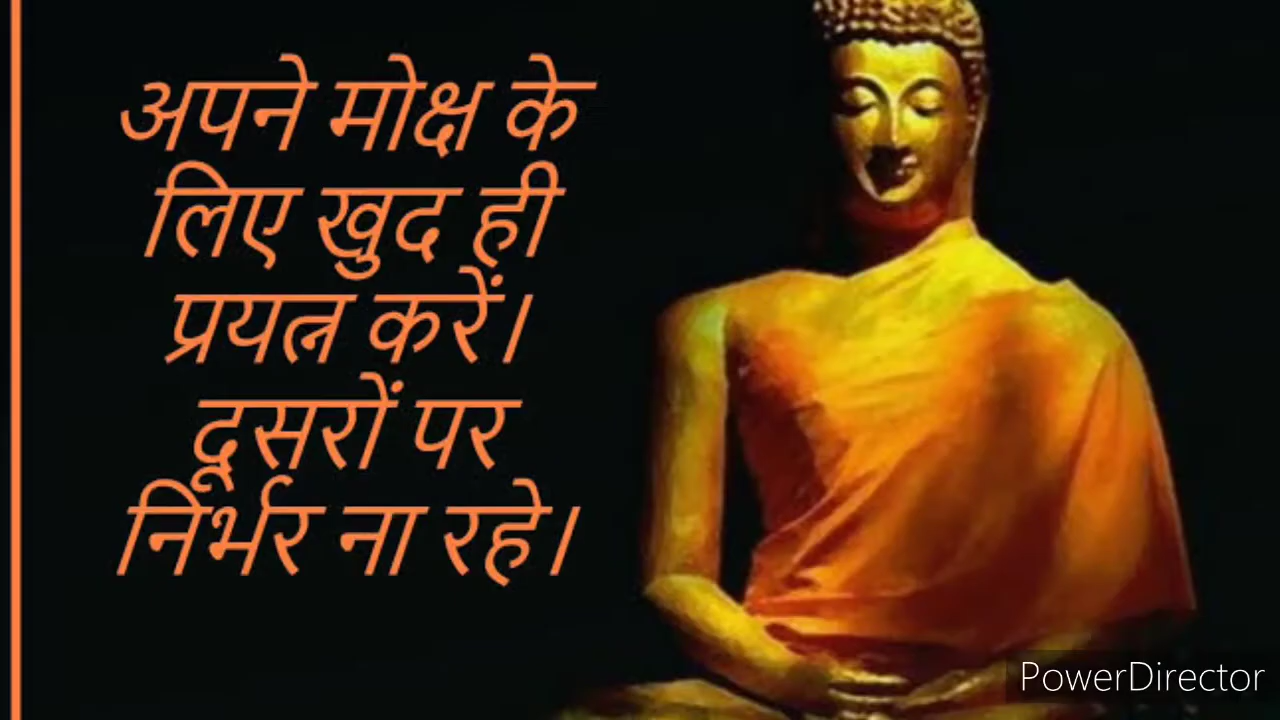 अपने मोक्ष के
लिए खुद ही
प्रयत्न करें।
दूसरों पर
निर्भर ना रहे।
PowerDirector